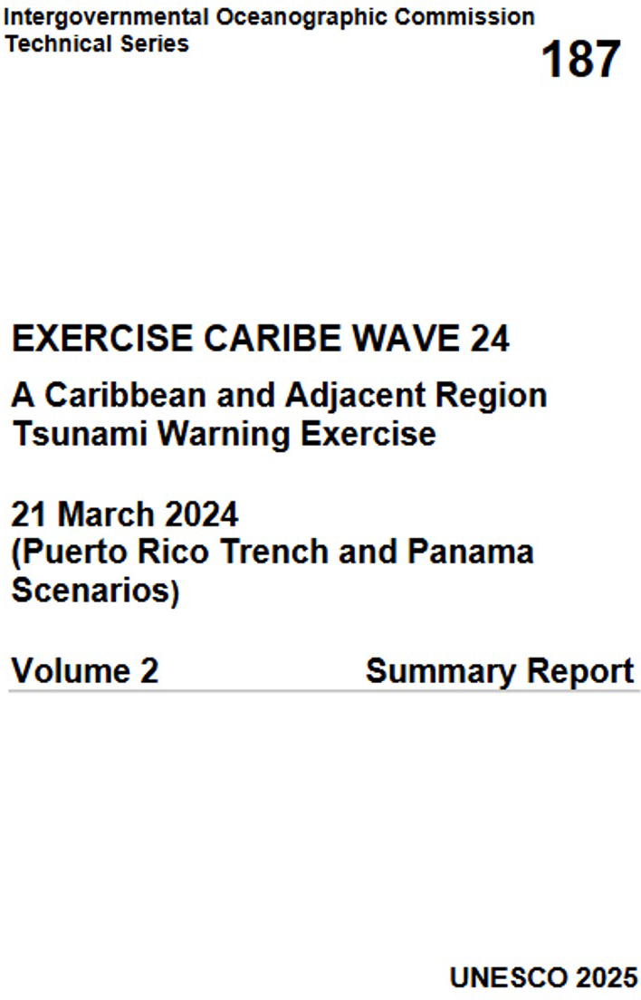 Intergovernmental Oceanographic Commission
Technical Series
187
EXERCISE CARIBE WAVE 24
A Caribbean and Adjacent Region
Tsunami Warning Exercise
21 March 2024
(Puerto Rico Trench and Panama
Scenarios)
Volume 2 Summary Report
UNESCO 2025